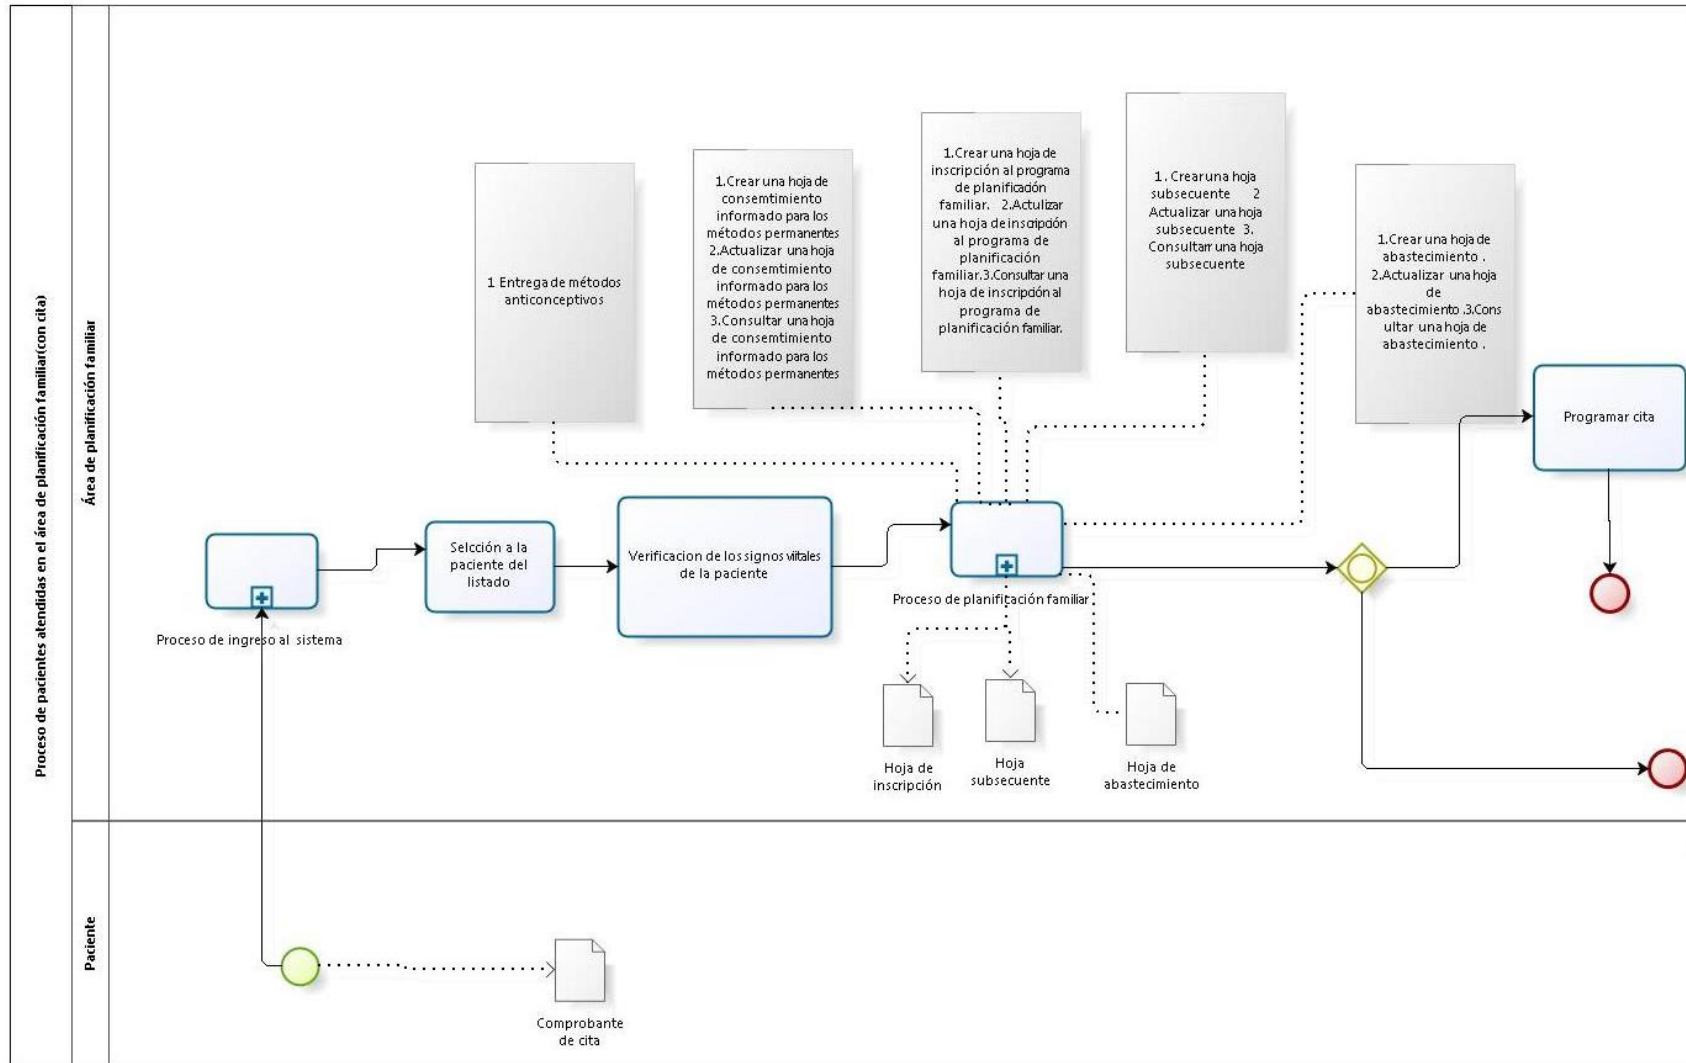 Proceso de pacientes atendidas en el área de planificación familiar(con cita)
Área de planificación familiar
1 Entrega de métodos
anticonceptivos
1.Crear una hoja de
consemtimiento
informado para los
métodos permanentes
2.Actualizar una hoja
de consemtimiento
informado para los
métodos permanentes
3.Consultar una hoja
de consemtimiento
informado para los
métodos permanentes
1.Crear una hoja de
inscripción al programa
de planificación
familiar. 2.Actulizar
una hoja de inscripción
al programa de
planificación
familiar.3.Consultar una
hoja de inscripción al
programa de
planificación familiar.
1. Crear una hoja
subsecuente 2
Actualizar una hoja
subsecuente 3.
Consultarr una hoja
subsecuente
1.Crear una hoja de
abastecimiento .
2.Actualizar una hoja
de
abastecimiento .3.Cons
ultar una hoja de
abastecimiento .
Programar cita
Proceso de ingreso al sistema
Selcción a la
paciente del
listado
Verificacion de los signos viitales
de la paciente
Proceso de planificación familiar
Hoja de
inscripción
Hoja
subsecuente
Hoja de
abastecimiento
Paciente
Comprobante
de cita